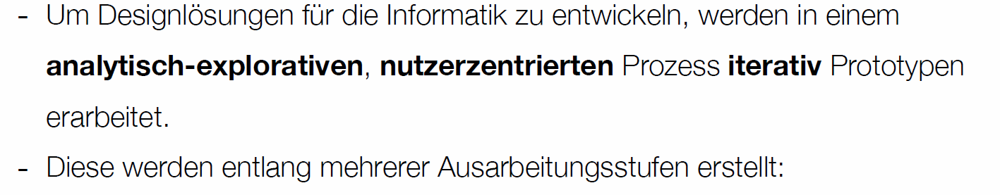 - Um Designlösungen für die Informatik zu entwickeln, werden in einem
analytisch-explorativen, nutzerzentrierten Prozess iterativ Prototypen
erarbeitet.
- Diese werden entlang mehrerer Ausarbeitungsstufen erstellt: